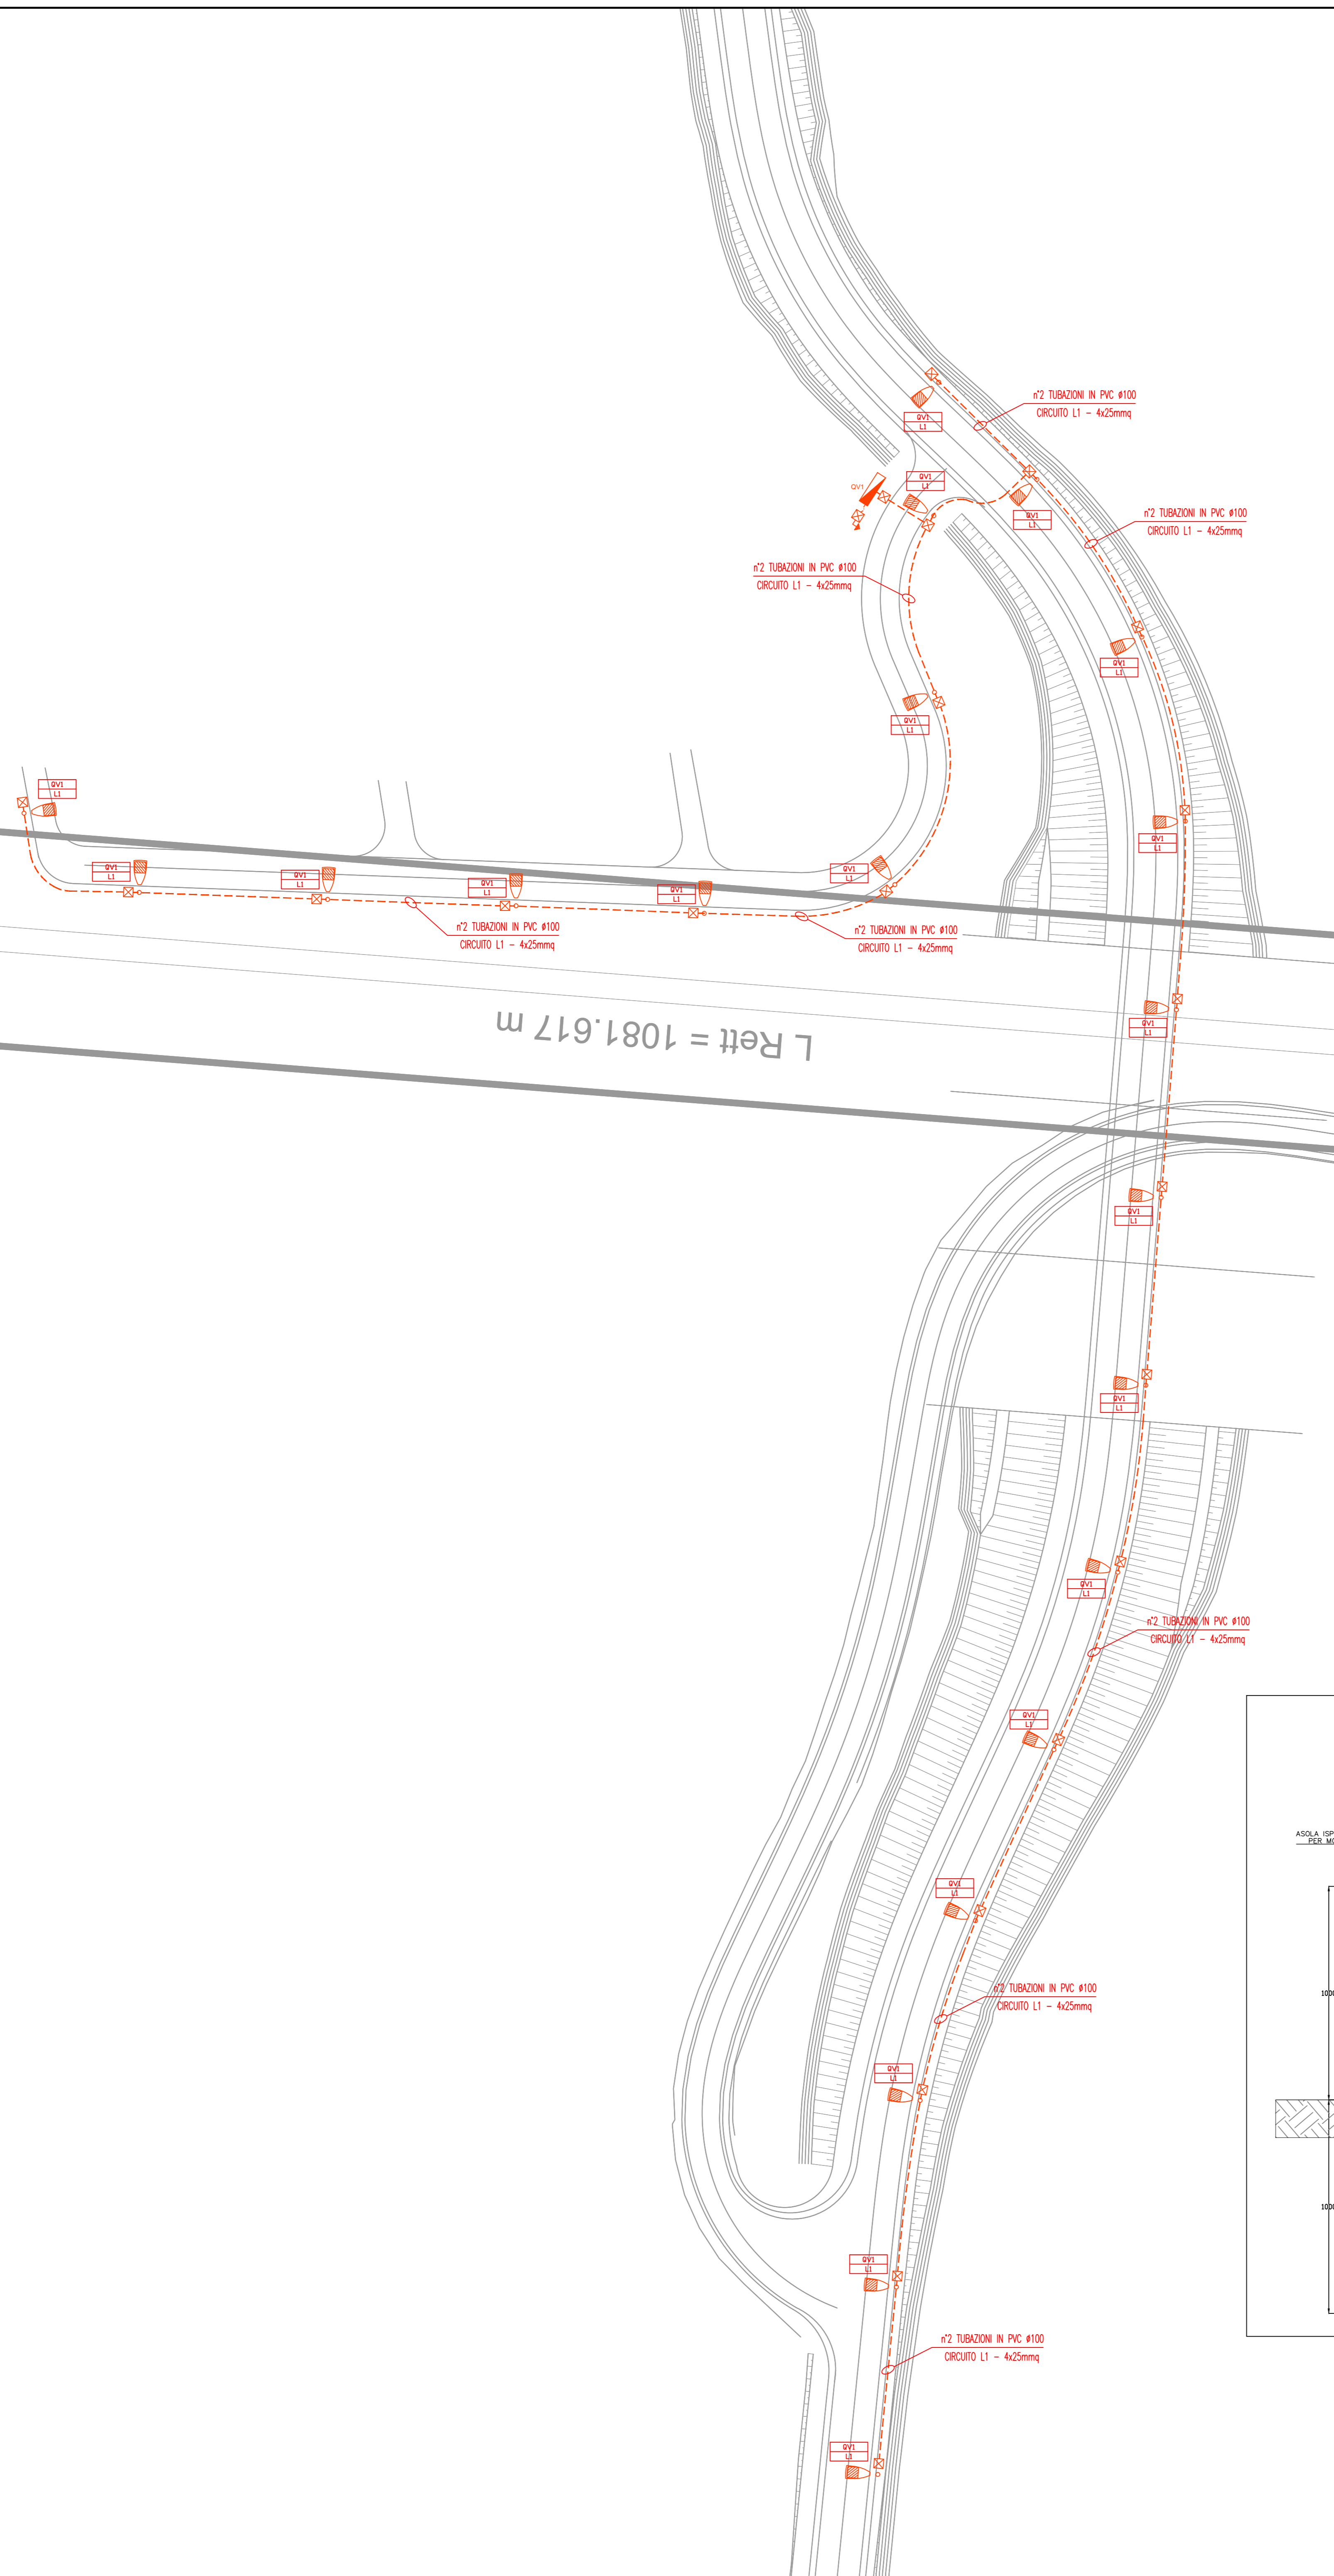 n°2 TUBAZIONI IN PVC ø100
CIRCUITO L1 - 4x25mmq
QV1
L1
QV1
L1
QV1
QV1
L1
n°2 TUBAZIONI IN PVC ø100
CIRCUITO L1 - 4x25mmq
n°2 TUBAZIONI IN PVC ø100
CIRCUITO L1 - 4x25mmq
QV1
L1
QV1
L1
QV1
L1
QV1
L1
QV1
L1
QV1
L1
QV1
L1
QV1
L1
QV1
L1
n°2 TUBAZIONI IN PVC ø100
CIRCUITO L1 - 4x25mmq
n°2 TUBAZIONI IN PVC ø100
CIRCUITO L1 - 4x25mmq
QV1
L1
L Rett = 1081.617 m
QV1
L1
QV1
L1
QV1
L1
n°2 TUBAZIONI IN PVC ø100
CIRCUITO L1 - 4x25mmq
QV1
L1
ASOLA
PER
QV1
L1
n°2 TUBAZIONI IN PVC ø100
CIRCUITO L1 - 4x25mmq
QV1
L1
QV1
L1
n°2 TUBAZIONI IN PVC ø100
CIRCUITO L1 - 4x25mmq
QV1
L1